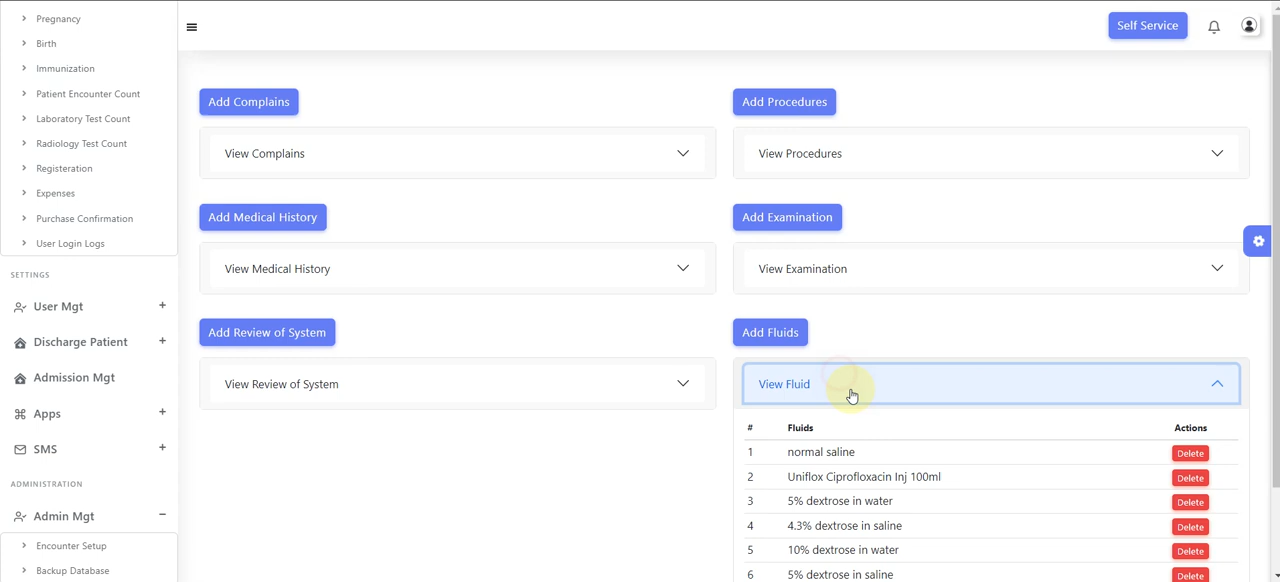 Pregnancy
Birth
Immunization
Patient Encounter Count
Laboratory Test Count
Radiology Test Count
Registeration
Expenses
Purchase Confirmation
User Login Logs
SETTINGS
User Mgt +
Discharge Patient +
Admission Mgt
Apps +
SMS +
ADMINISTRATION
Admin Mgt −
Encounter Setup
Backup Database
Self Service
Add Complains
View Complains
Add Procedures
View Procedures
Add Medical History
View Medical History
Add Examination
View Examination
Add Review of System
View Review of System
Add Fluids
View Fluid
# Fluids Actions
1 normal saline Delete
2 Uniflox Ciprofloxacin Inj 100ml Delete
3 5% dextrose in water Delete
4 4.3% dextrose in saline Delete
5 10% dextrose in water Delete
6 5% dextrose in saline Delete